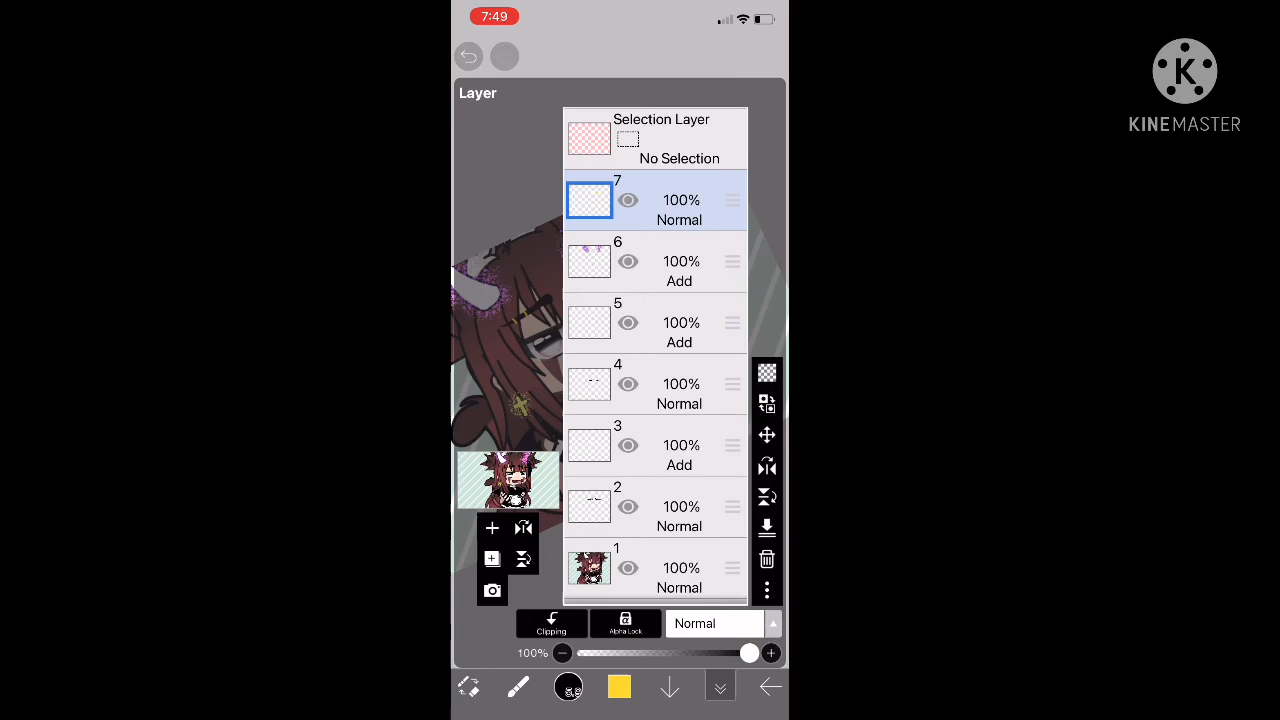 7:49
K
KINEMASTER
Layer
Selection Layer
No Selection
7
100%
Normal
6
100%
Add
5
100%
Add
4
100%
Normal
3
100%
Add
2
100%
Normal
1
100%
Normal
Clipping
Alpha Lock
Normal
100%